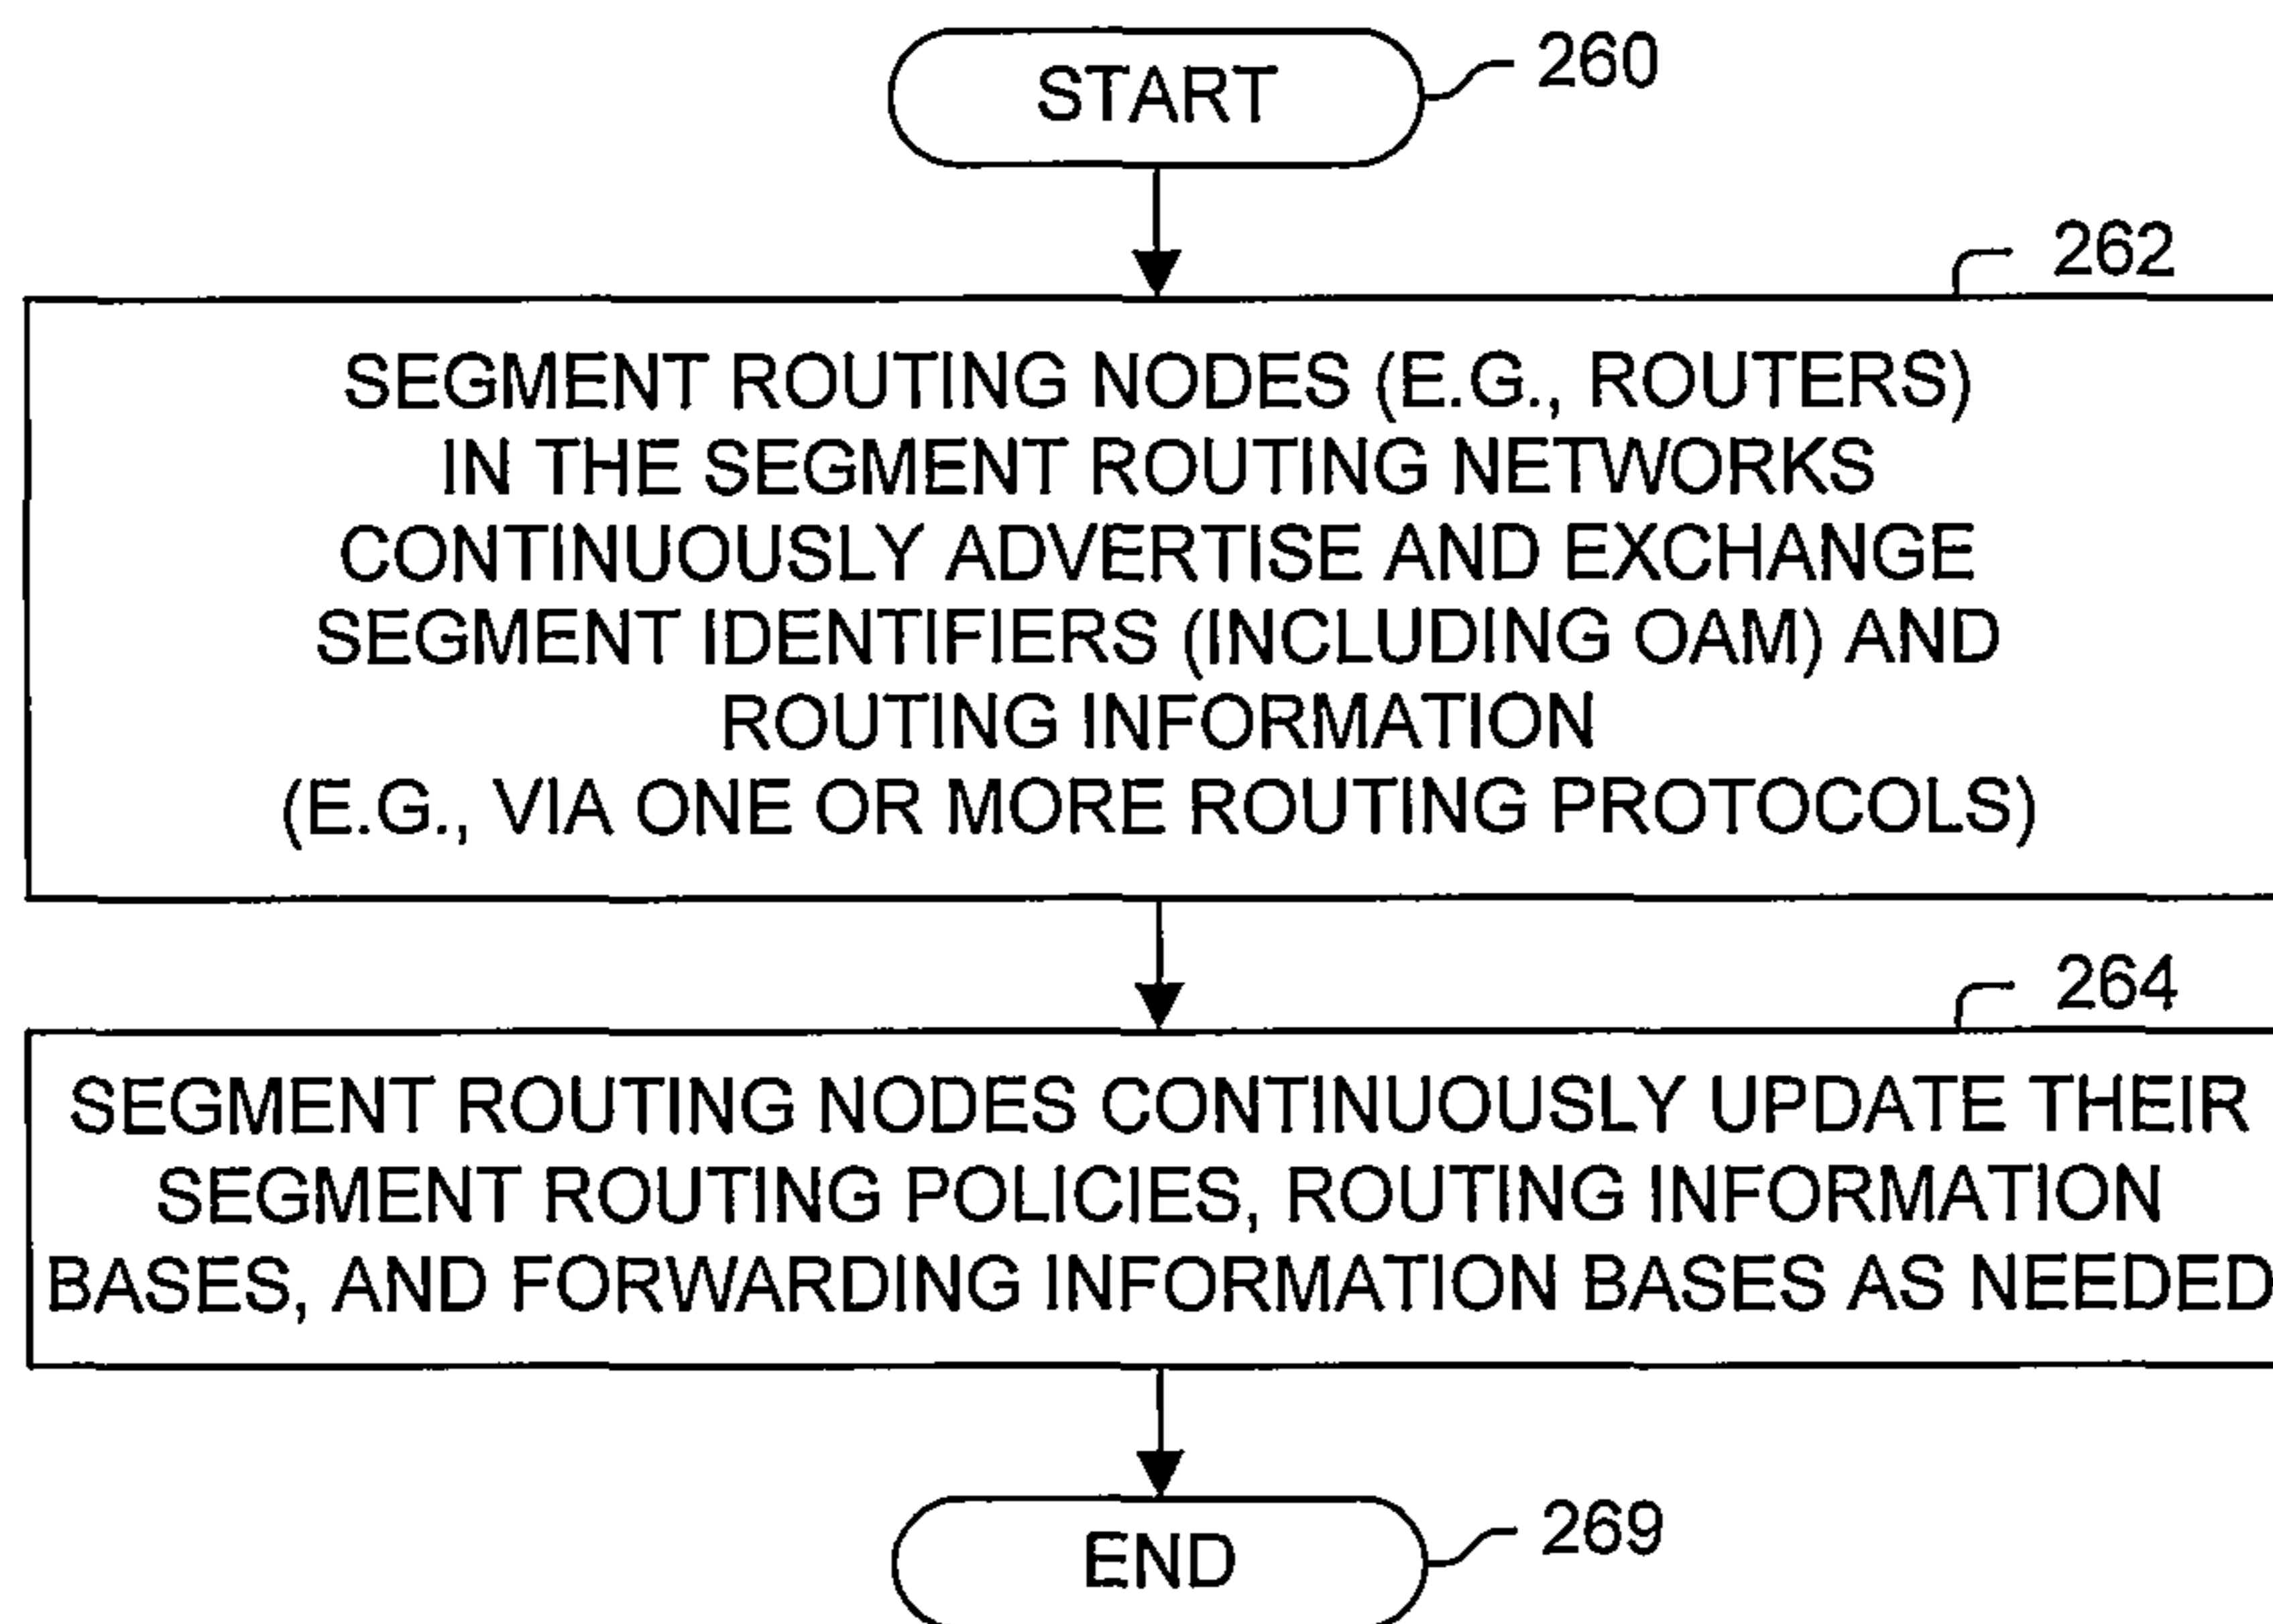 START
260
262
SEGMENT ROUTING NODES (E.G., ROUTERS)
IN THE SEGMENT ROUTING NETWORKS
CONTINUOUSLY ADVERTISE AND EXCHANGE
SEGMENT IDENTIFIERS (INCLUDING OAM) AND
ROUTING INFORMATION
(E.G., VIA ONE OR MORE ROUTING PROTOCOLS)
264
SEGMENT ROUTING NODES CONTINUOUSLY UPDATE THEIR
SEGMENT ROUTING POLICIES, ROUTING INFORMATION
BASES, AND FORWARDING INFORMATION BASES AS NEEDED
END
269